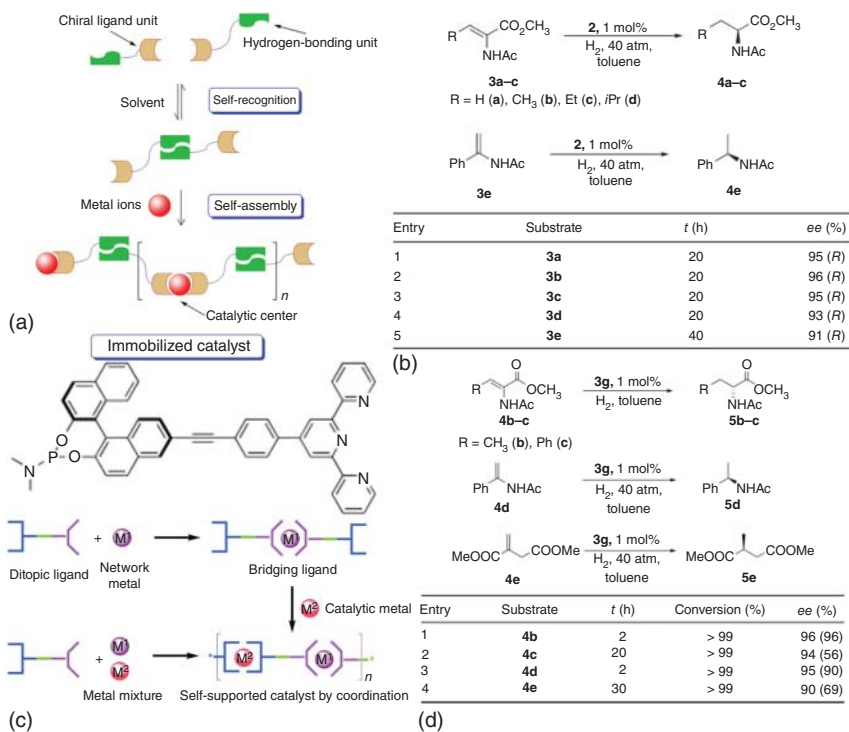 Chiral ligand unit
Hydrogen-bonding unit
Solvent
Self-recognition
Metal ions
Self-assembly
n
Catalytic center
(a)
R
CO2CH3
NHAc
3a–c
2, 1 mol%
H2, 40 atm,
toluene
R
CO2CH3
NHAc
4a–c
R = H (a), CH3 (b), Et (c), iPr (d)
Ph
NHAc
3e
2, 1 mol%
H2, 40 atm,
toluene
Ph
NHAc
4e
Entry Substrate t (h) ee (%)
1 3a 20 95 (R)
2 3b 20 96 (R)
3 3c 20 95 (R)
4 3d 20 93 (R)
5 3e 40 91 (R)
(b)
Immobilized catalyst
O
P
O
N
N
N
N
Ditopic ligand
+
M1
Network
metal
M1
Bridging ligand
M2
Catalytic metal
+
M1
M2
Metal mixture
*
M2
M1
*
n
Self-supported catalyst by coordination
(c)
R
O
OCH3
NHAc
4b–c
3g, 1 mol%
H2, toluene
R
O
OCH3
NHAc
5b–c
R = CH3 (b), Ph (c)
Ph
NHAc
4d
3g, 1 mol%
H2, 40 atm,
toluene
Ph
NHAc
5d
MeOOC
COOMe
4e
3g, 1 mol%
H2, 40 atm,
toluene
MeOOC
COOMe
5e
Entry Substrate t (h) Conversion (%) ee (%)
1 4b 2 > 99 96 (96)
2 4c 20 > 99 94 (56)
3 4d 2 > 99 95 (90)
4 4e 30 > 99 90 (69)
(d)